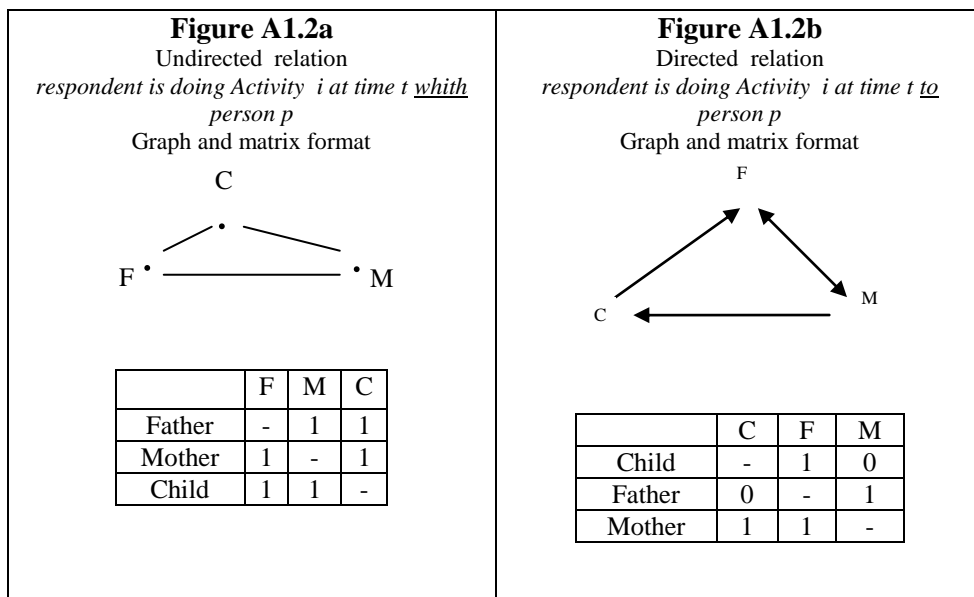 Figure A1.2a
Undirected relation
respondent is doing Activity i at time t whith
person p
Graph and matrix format
C
F
M
F M C
Father - 1 1
Mother 1 - 1
Child 1 1 -
Figure A1.2b
Directed relation
respondent is doing Activity i at time t to
person p
Graph and matrix format
F
M
C
C F M
Child - 1 0
Father 0 - 1
Mother 1 1 -